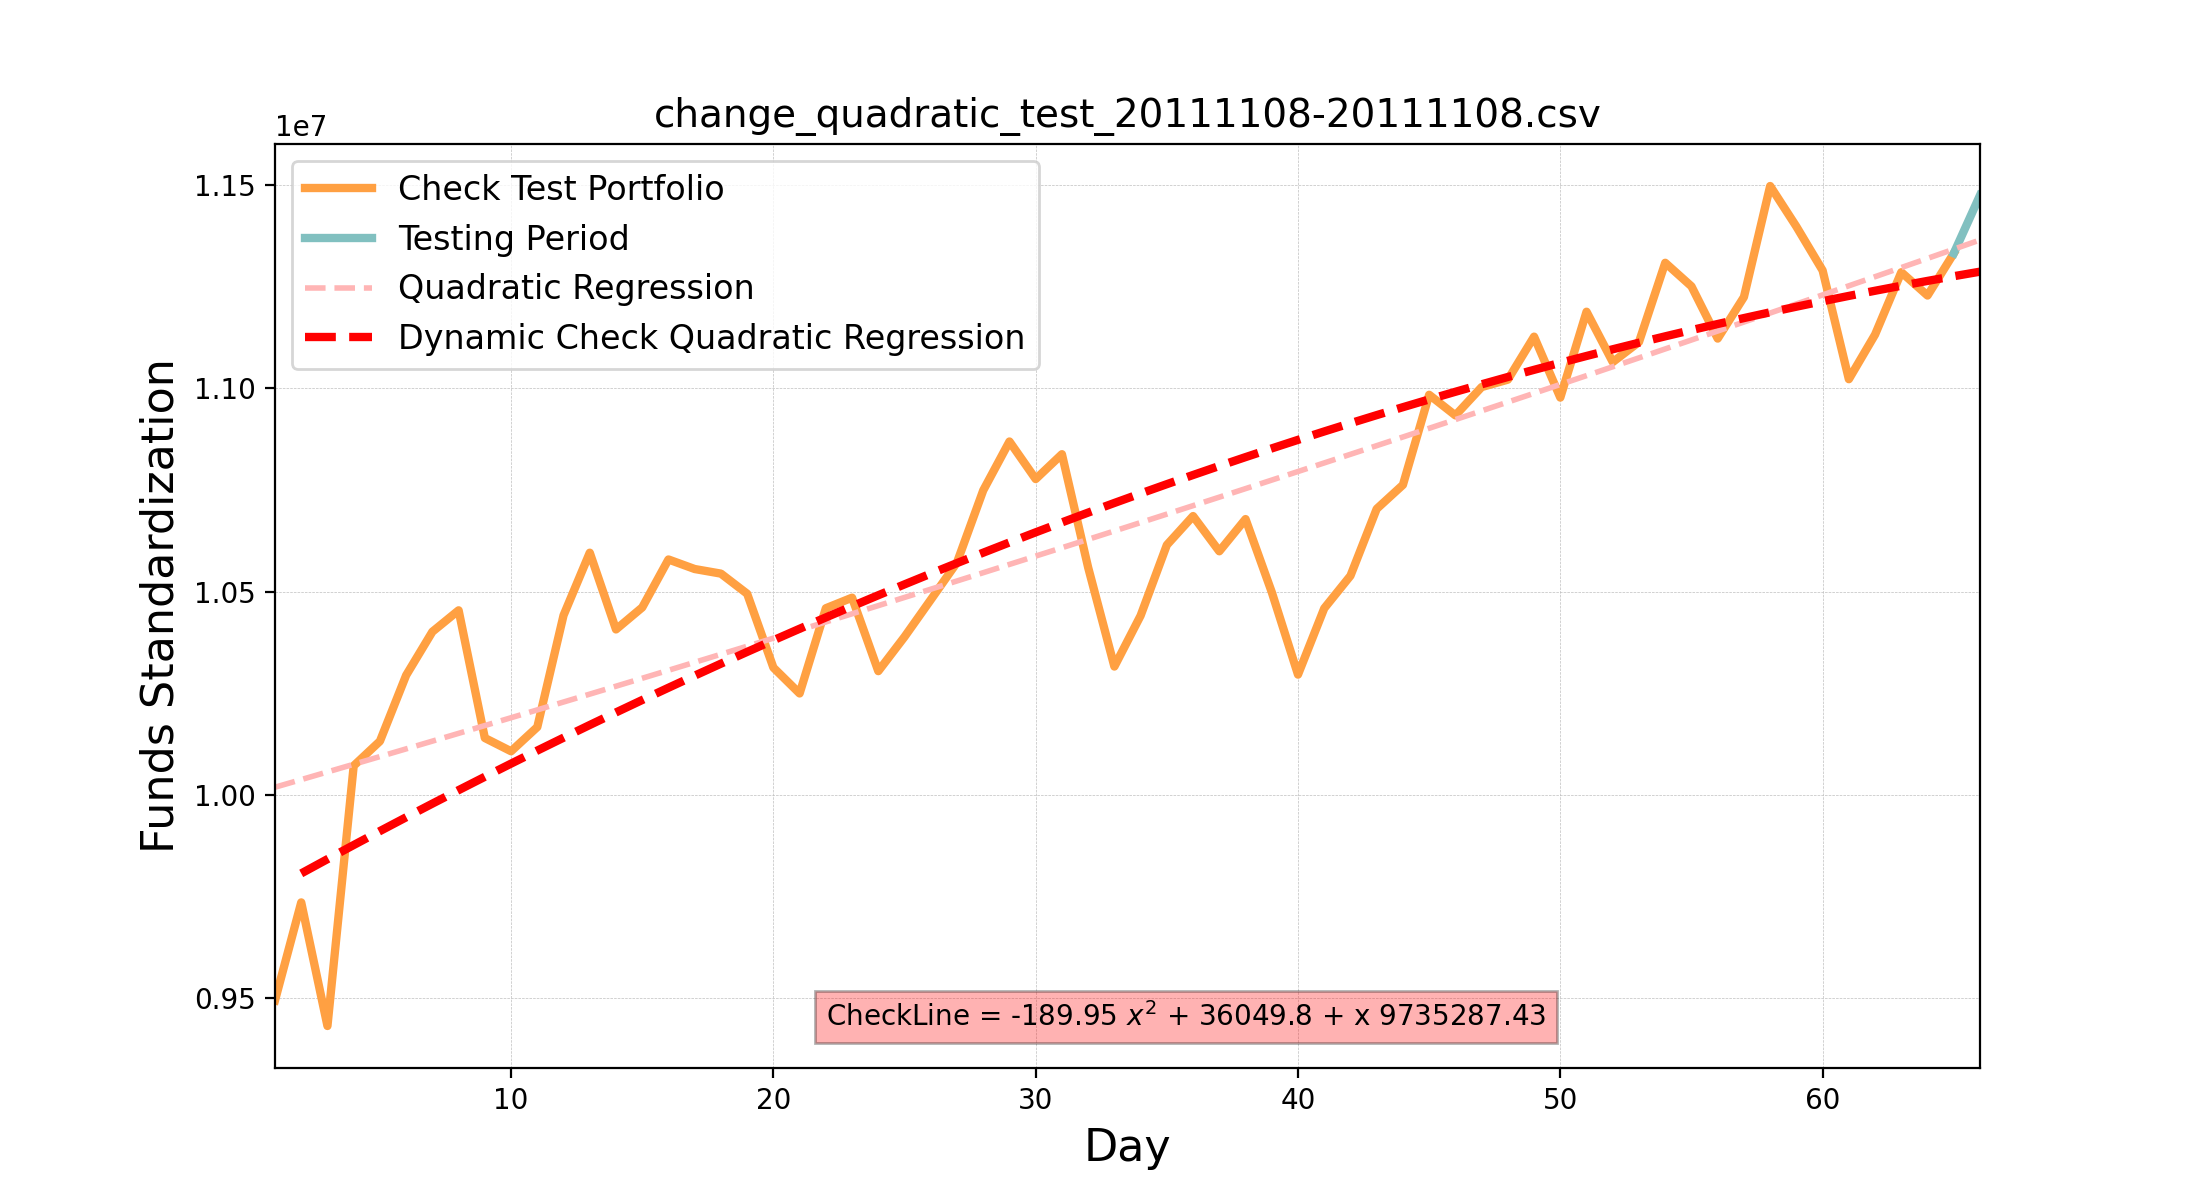 change_quadratic_test_20111108-20111108.csv
1e7
Check Test Portfolio
Testing Period
Quadratic Regression
Dynamic Check Quadratic Regression
1.15
1.10
1.05
1.00
0.95
Funds Standardization
CheckLine = -189.95 x² + 36049.8 + x 9735287.43
10 20 30 40 50 60
Day